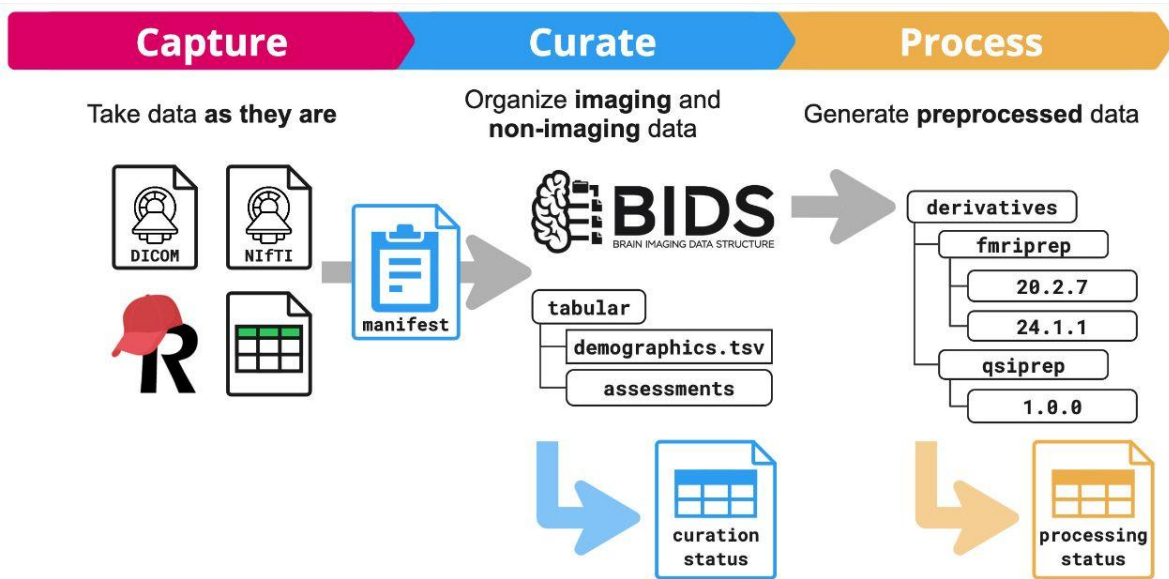 Capture
Curate
Process
Take data as they are
Organize imaging and
non-imaging data
Generate preprocessed data
DICOM
NIfTI
R
manifest
BIDS
BRAIN IMAGING DATA STRUCTURE
tabular
demographics.tsv
assessments
curation
status
derivatives
fmriprep
20.2.7
24.1.1
qsiprep
1.0.0
processing
status